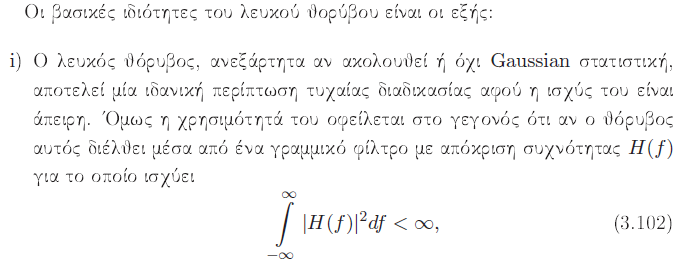 Οι βασικές ιδιότητες του λευκού θορύβου είναι οι εξής:
i) Ο λευκός θόρυβος, ανεξάρτητα αν ακολουθεί ή όχι Gaussian στατιστική,
αποτελεί μία ιδανική περίπτωση τυχαίας διαδικασίας αφού η ισχύς του είναι
άπειρη. Όμως η χρησιμότητά του οφείλεται στο γεγονός ότι αν ο θόρυβος
αυτός διέλθει μέσα από ένα γραμμικό φίλτρο με απόκριση συχνότητας H(f)
για το οποίο ισχύει
∫_{-∞}^{∞} |H(f)|²df < ∞, (3.102)